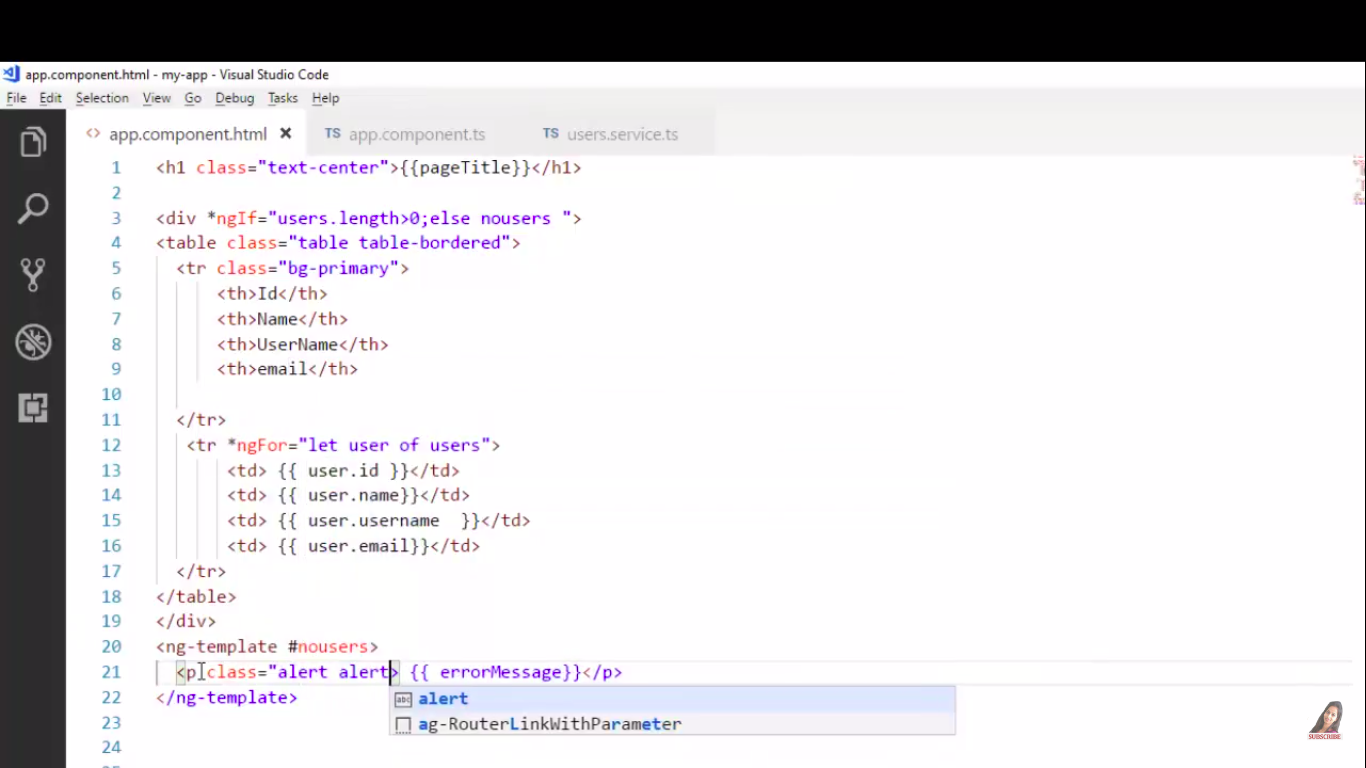 app.component.html - my-app - Visual Studio Code
File Edit Selection View Go Debug Tasks Help
<> app.component.html × TS app.component.ts TS users.service.ts
1 <h1 class="text-center">{{pageTitle}}</h1>
2
3 <div *ngIf="users.length>0;else nousers ">
4 <table class="table table-bordered">
5 <tr class="bg-primary">
6 <th>Id</th>
7 <th>Name</th>
8 <th>UserName</th>
9 <th>email</th>
10
11 </tr>
12 <tr *ngFor="let user of users">
13 <td> {{ user.id }}</td>
14 <td> {{ user.name}}</td>
15 <td> {{ user.username  }}</td>
16 <td> {{ user.email}}</td>
17 </tr>
18 </table>
19 </div>
20 <ng-template #nousers>
21 <p class="alert alert> {{ errorMessage}}</p>
22 </ng-template>
abc alert
ag-RouterLinkWithParameter
23
24
SUBSCRIBE